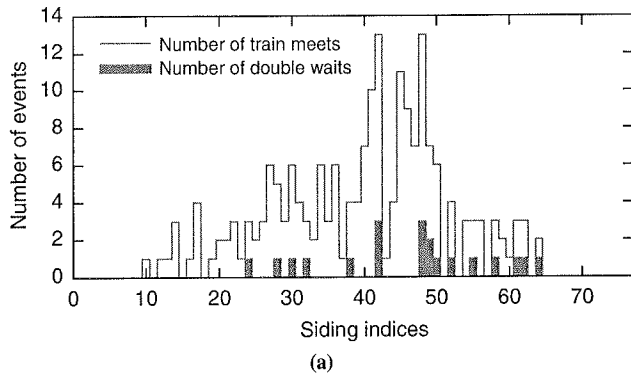 14
12
10
8
6
4
2
0
Number of events
Number of train meets
Number of double waits
0 10 20 30 40 50 60 70
Siding indices
(a)